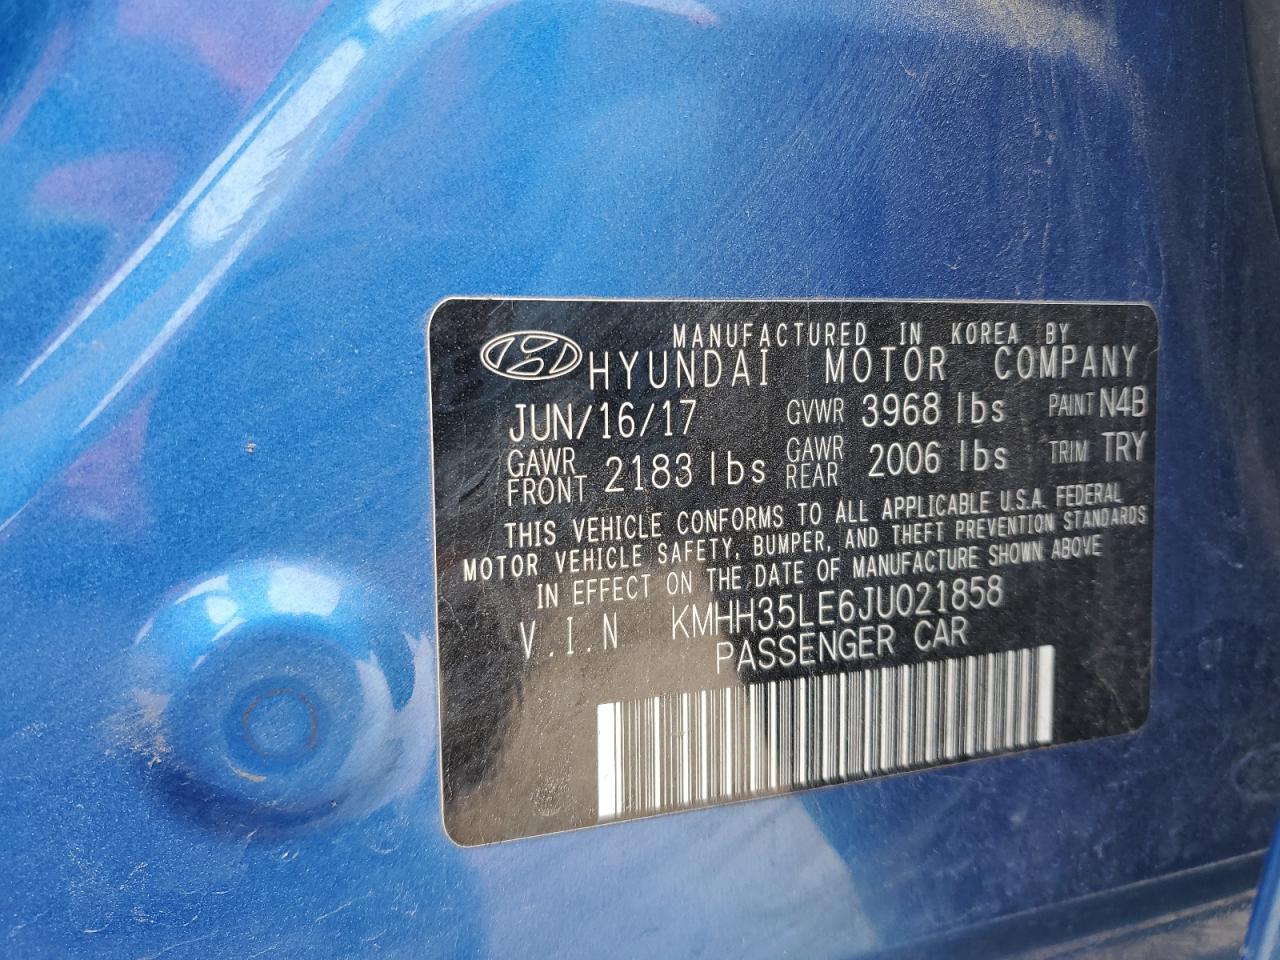 MANUFACTURED IN KOREA BY
HYUNDAI MOTOR COMPANY
JUN/16/17 GVWR 3968 lbs PAINT N4B
GAWR FRONT 2183 lbs GAWR REAR 2006 lbs TRIM TRY
THIS VEHICLE CONFORMS TO ALL APPLICABLE U.S.A. FEDERAL
MOTOR VEHICLE SAFETY, BUMPER, AND THEFT PREVENTION STANDARDS
IN EFFECT ON THE DATE OF MANUFACTURE SHOWN ABOVE
V.I.N KMHH35LE6JU021858
PASSENGER CAR